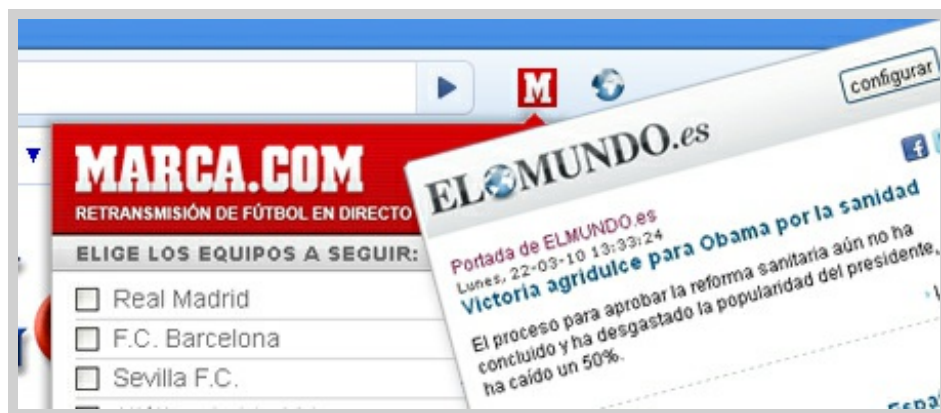 M
MARCA.COM
RETRANSMISIÓN DE FÚTBOL EN DIRECTO
ELIGE LOS EQUIPOS A SEGUIR:
Real Madrid
F.C. Barcelona
Sevilla F.C.
configurar
ELMUNDO.es
f
Portada de ELMUNDO.es
Lunes, 22-03-10 13:33:24
Victoria agridulce para Obama por la sanidad
El proceso para aprobar la reforma sanitaria aún no ha
concluido y ha desgastado la popularidad del presidente,
ha caído un 50%.